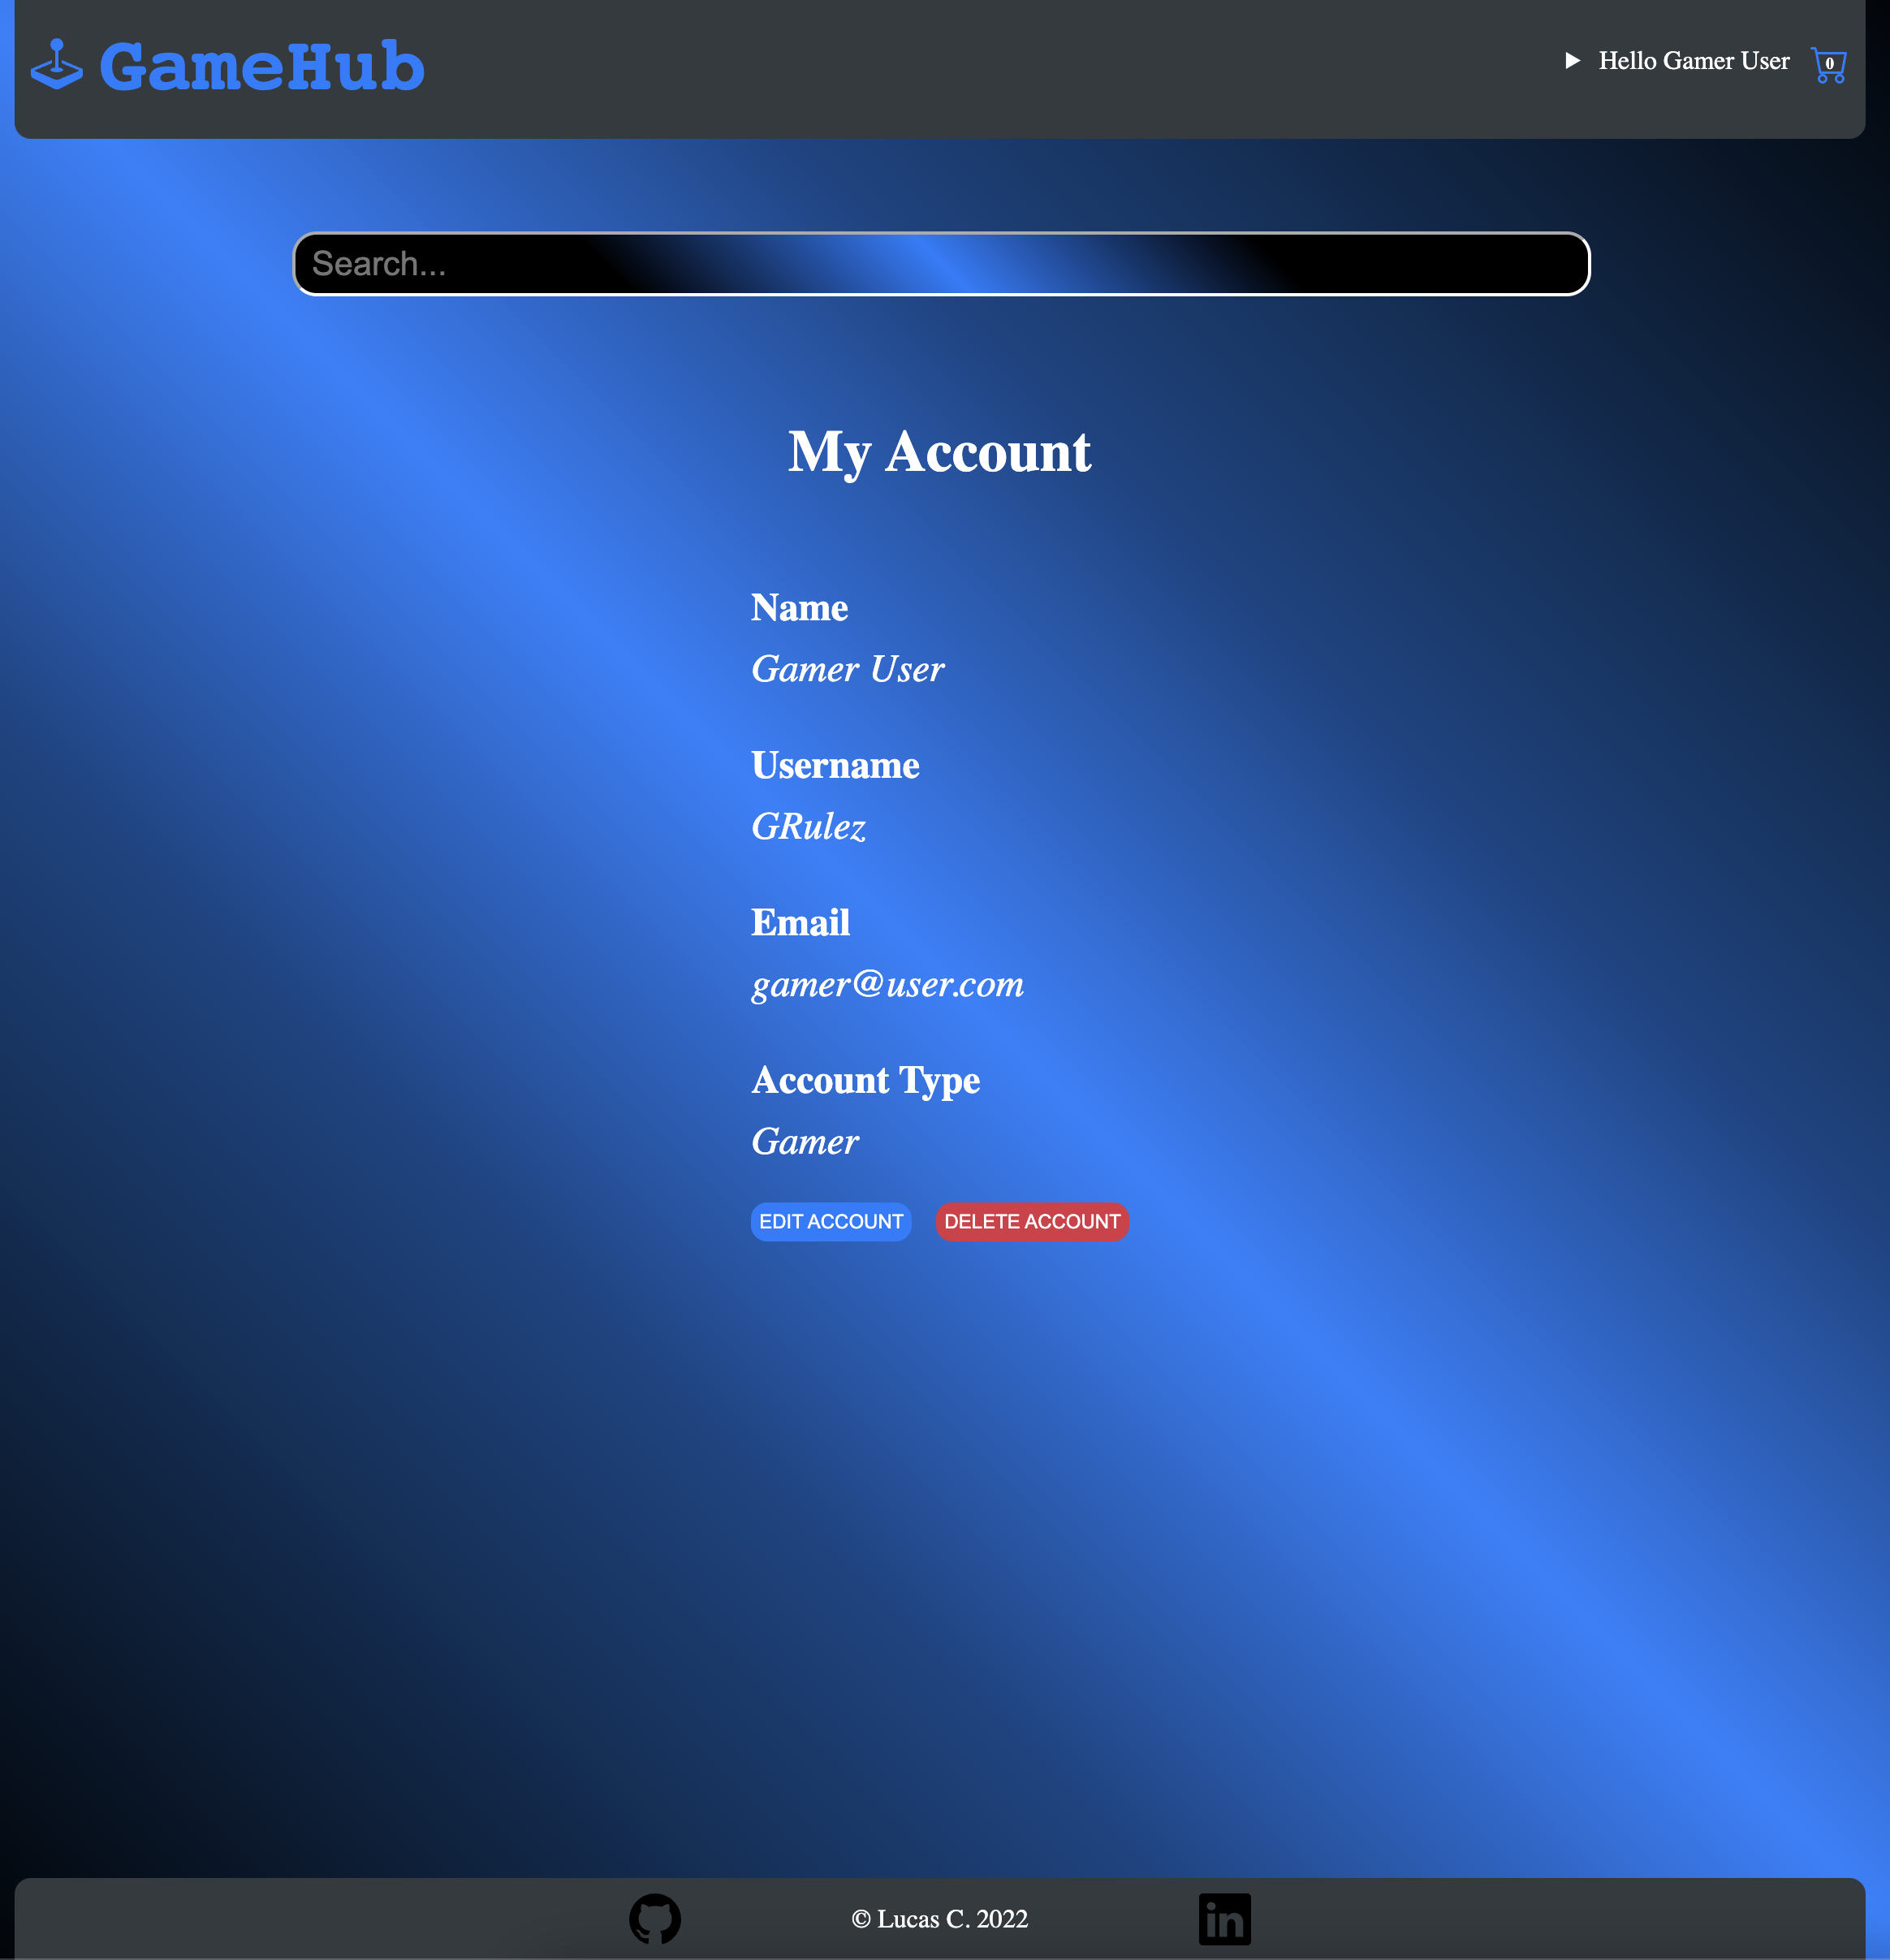 GameHub
Hello Gamer User
0
Search...
My Account
Name
Gamer User
Username
GRulez
Email
gamer@user.com
Account Type
Gamer
EDIT ACCOUNT
DELETE ACCOUNT
© Lucas C. 2022
in